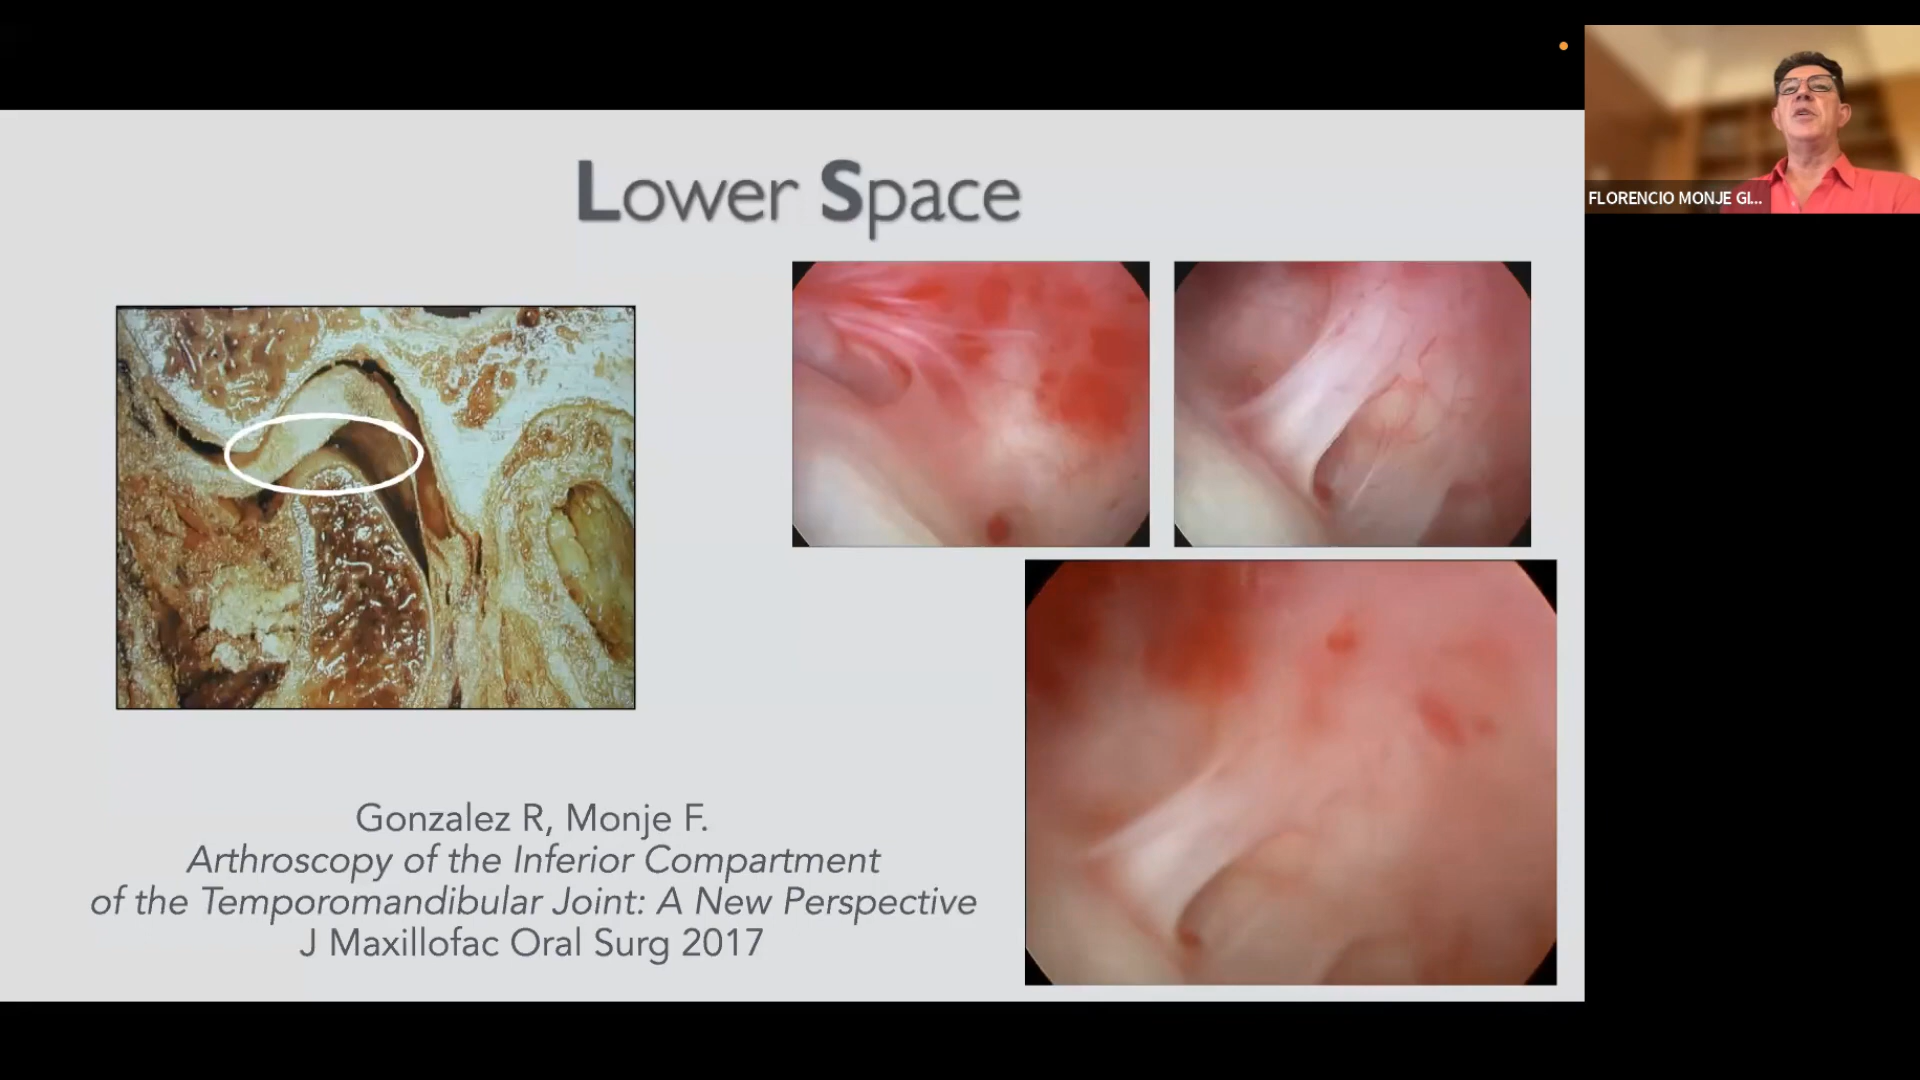 Lower Space
FLORENCIO MONJE GI...
Gonzalez R, Monje F.
Arthroscopy of the Inferior Compartment
of the Temporomandibular Joint: A New Perspective
J Maxillofac Oral Surg 2017